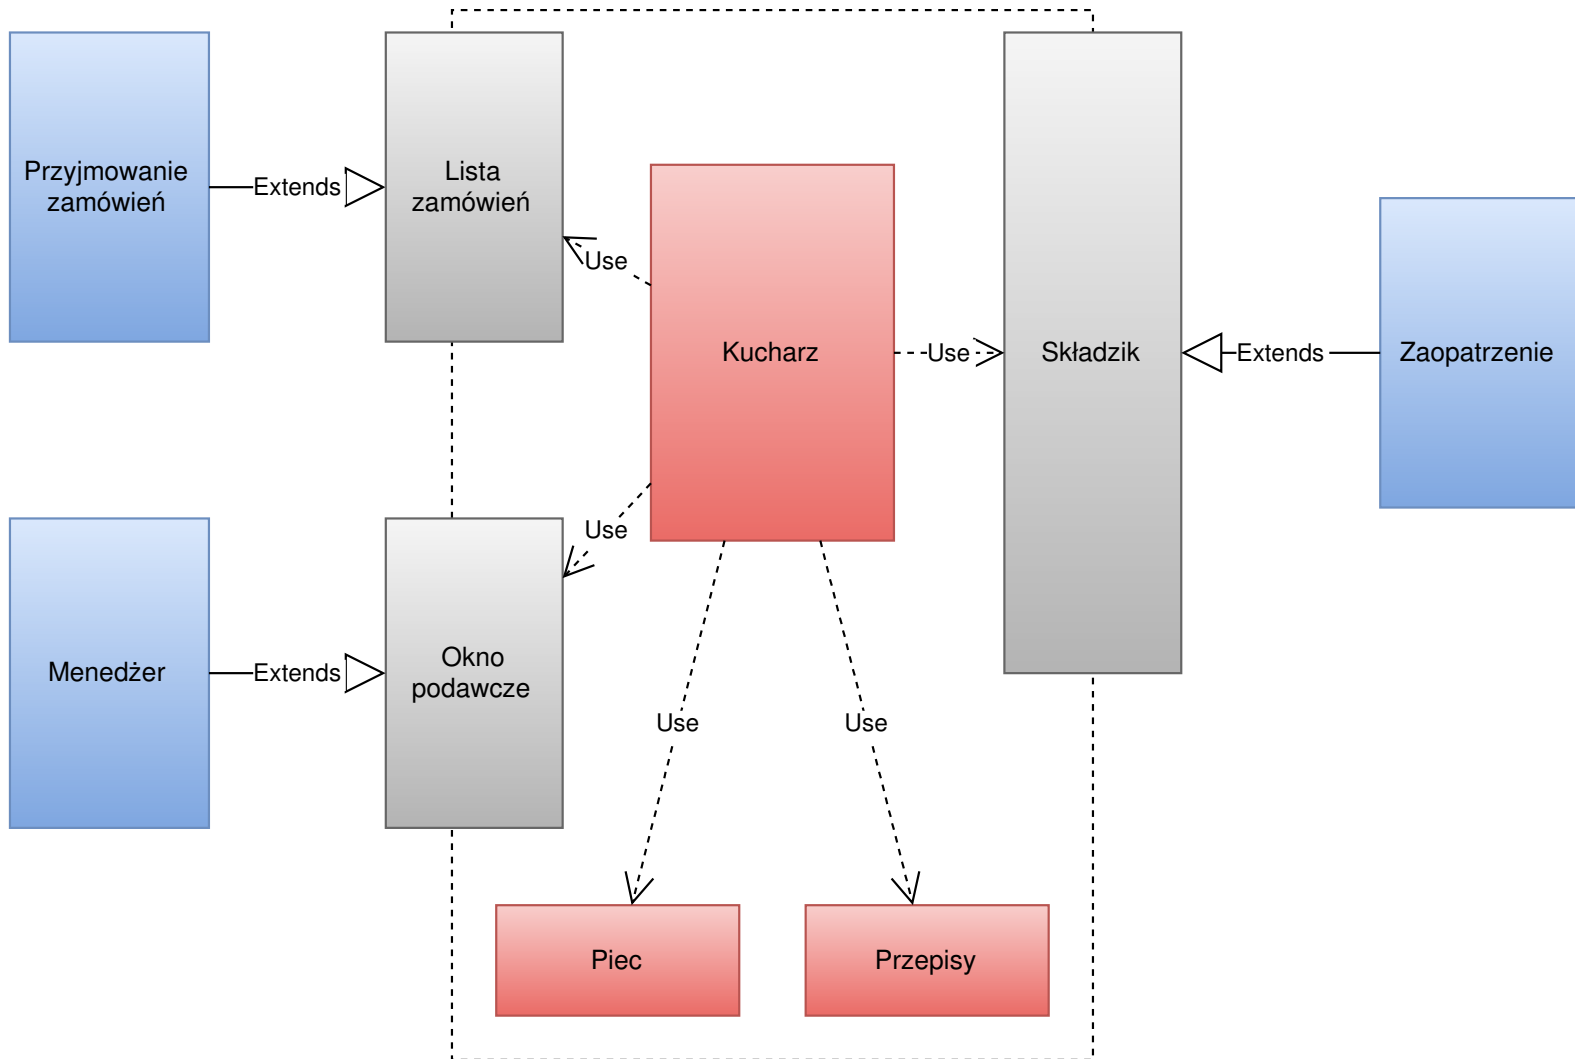 Przyjmowanie
zamówień
Extends
Lista
zamówień
Use
Kucharz
Use
Składzik
Extends
Zaopatrzenie
Menedżer
Extends
Okno
podawcze
Use
Use
Use
Piec
Przepisy